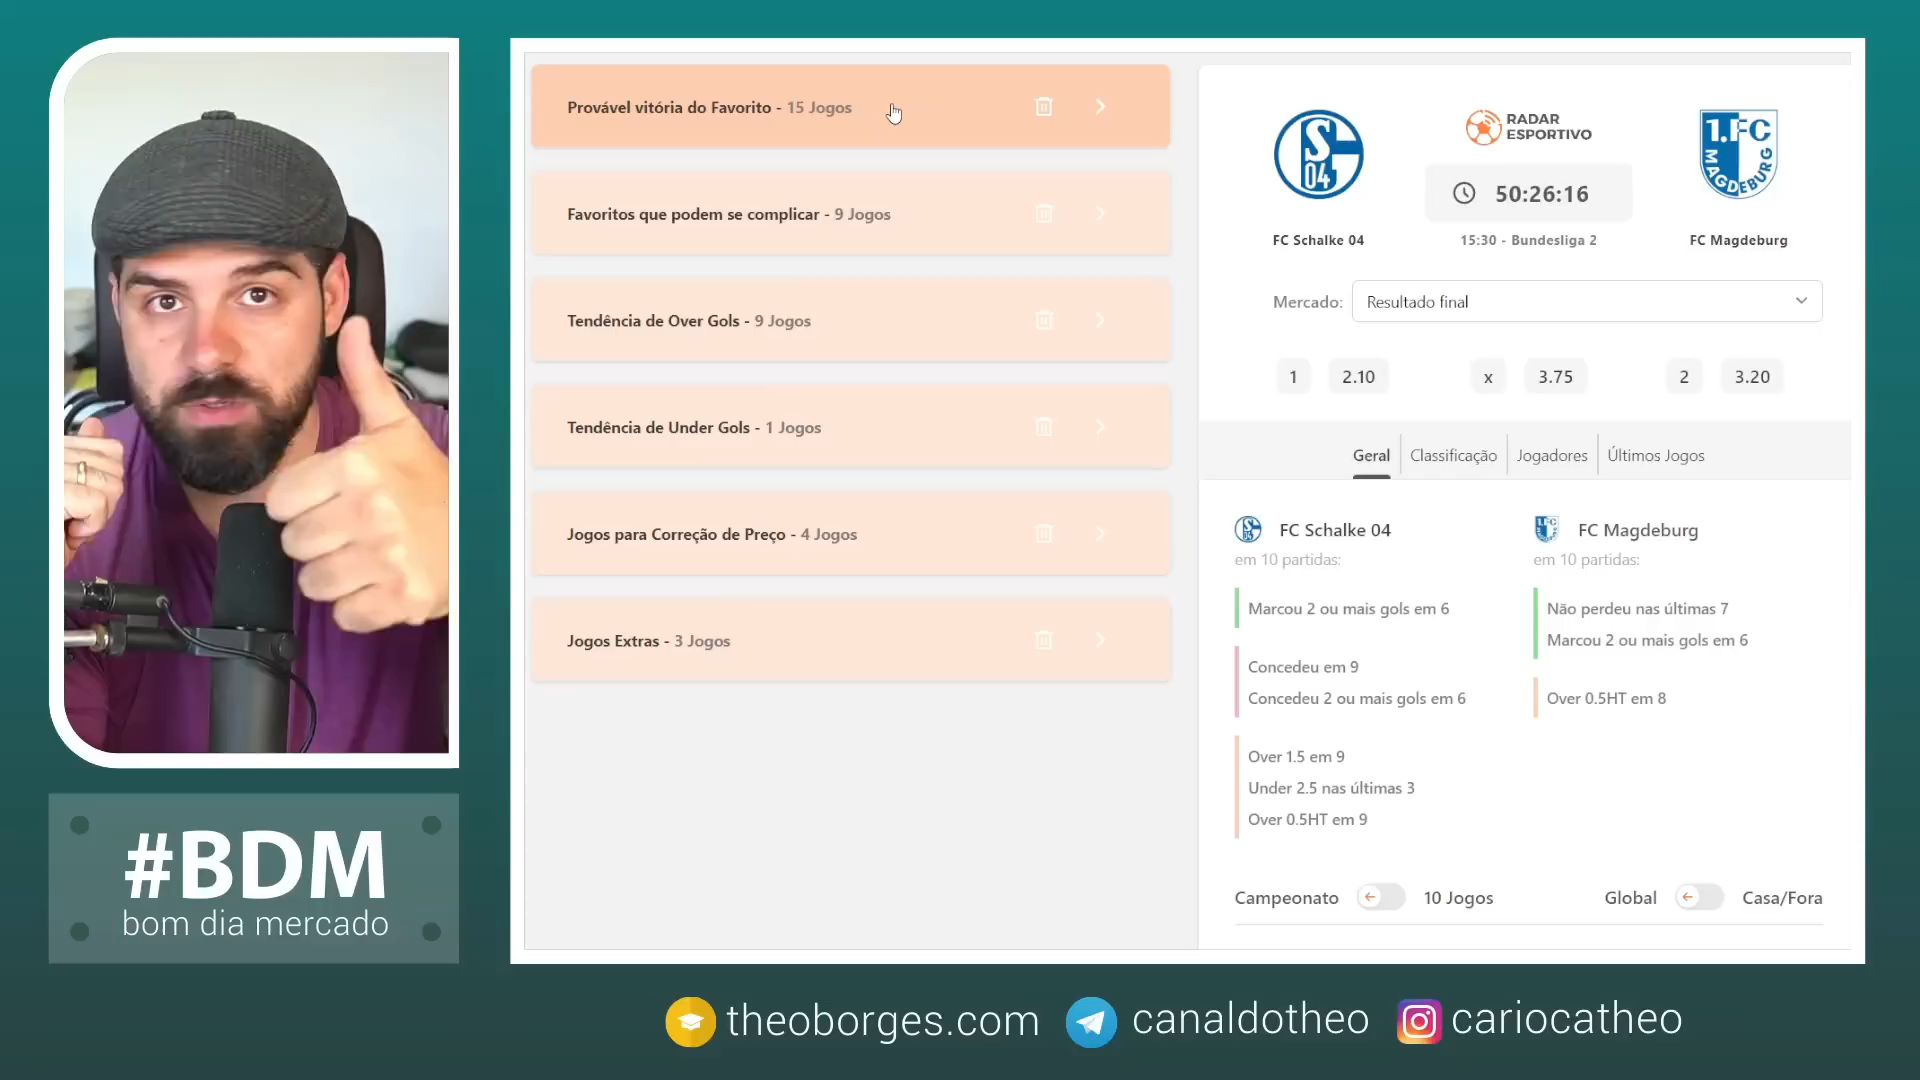 Provável vitória do Favorito - 15 Jogos
Favoritos que podem se complicar - 9 Jogos
Tendência de Over Gols - 9 Jogos
Tendência de Under Gols - 1 Jogos
Jogos para Correção de Preço - 4 Jogos
Jogos Extras - 3 Jogos
S
04
RADAR
ESPORTIVO
1.FC
MAGDEBURG
50:26:16
FC Schalke 04
15:30 - Bundesliga 2
FC Magdeburg
Mercado: Resultado final
1 2.10 x 3.75 2 3.20
Geral Classificação Jogadores Últimos Jogos
FC Schalke 04
em 10 partidas:
Marcou 2 ou mais gols em 6
Concedeu em 9
Concedeu 2 ou mais gols em 6
Over 1.5 em 9
Under 2.5 nas últimas 3
Over 0.5HT em 9
FC Magdeburg
em 10 partidas:
Não perdeu nas últimas 7
Marcou 2 ou mais gols em 6
Over 0.5HT em 8
Campeonato 10 Jogos Global Casa/Fora
#BDM
bom dia mercado
theoborges.com canaldotheo cariocatheo